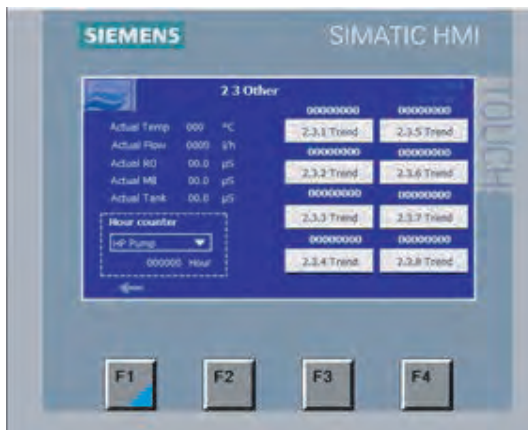 SIEMENS
SIMATIC HMI
TOUCH
2.3 Other
Actual Temp 000 °C
Actual Flow 0000 l/h
Actual RO 00.0 µS
Actual MB 00.0 µS
Actual Tank 00.0 µS
Hour counter
HP Pump
000000 Hour
00000000 00000000
2.3.1 Trend 2.3.5 Trend
00000000 00000000
2.3.2 Trend 2.3.6 Trend
00000000 00000000
2.3.3 Trend 2.3.7 Trend
00000000 00000000
2.3.4 Trend 2.3.8 Trend
F1 F2 F3 F4